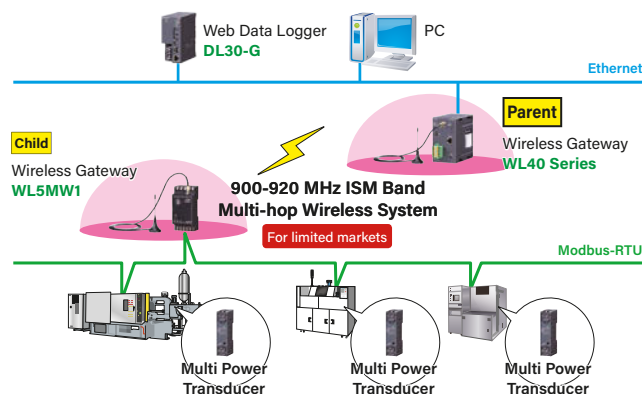 Web Data Logger
DL30-G
PC
Ethernet
Parent
Wireless Gateway
WL40 Series
Child
Wireless Gateway
WL5MW1
900-920 MHz ISM Band
Multi-hop Wireless System
For limited markets
Modbus-RTU
Multi Power
Transducer
Multi Power
Transducer
Multi Power
Transducer